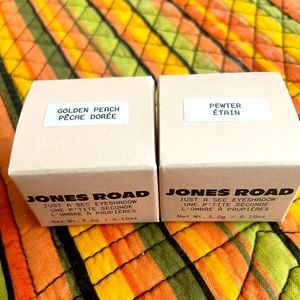 GOLDEN PEACH
PÊCHE DORÉE
JONES ROAD
JUST A SEC EYESHADOW
UNE P'TITE SECONDE
L'OMBRE À PAUPIÈRES
Net Wt. 3.0g / 0.10oz
PEWTER
ÉTAIN
JONES ROAD
JUST A SEC EYESHADOW
UNE P'TITE SECONDE
L'OMBRE À PAUPIÈRES
Net Wt. 3.0g / 0.10oz